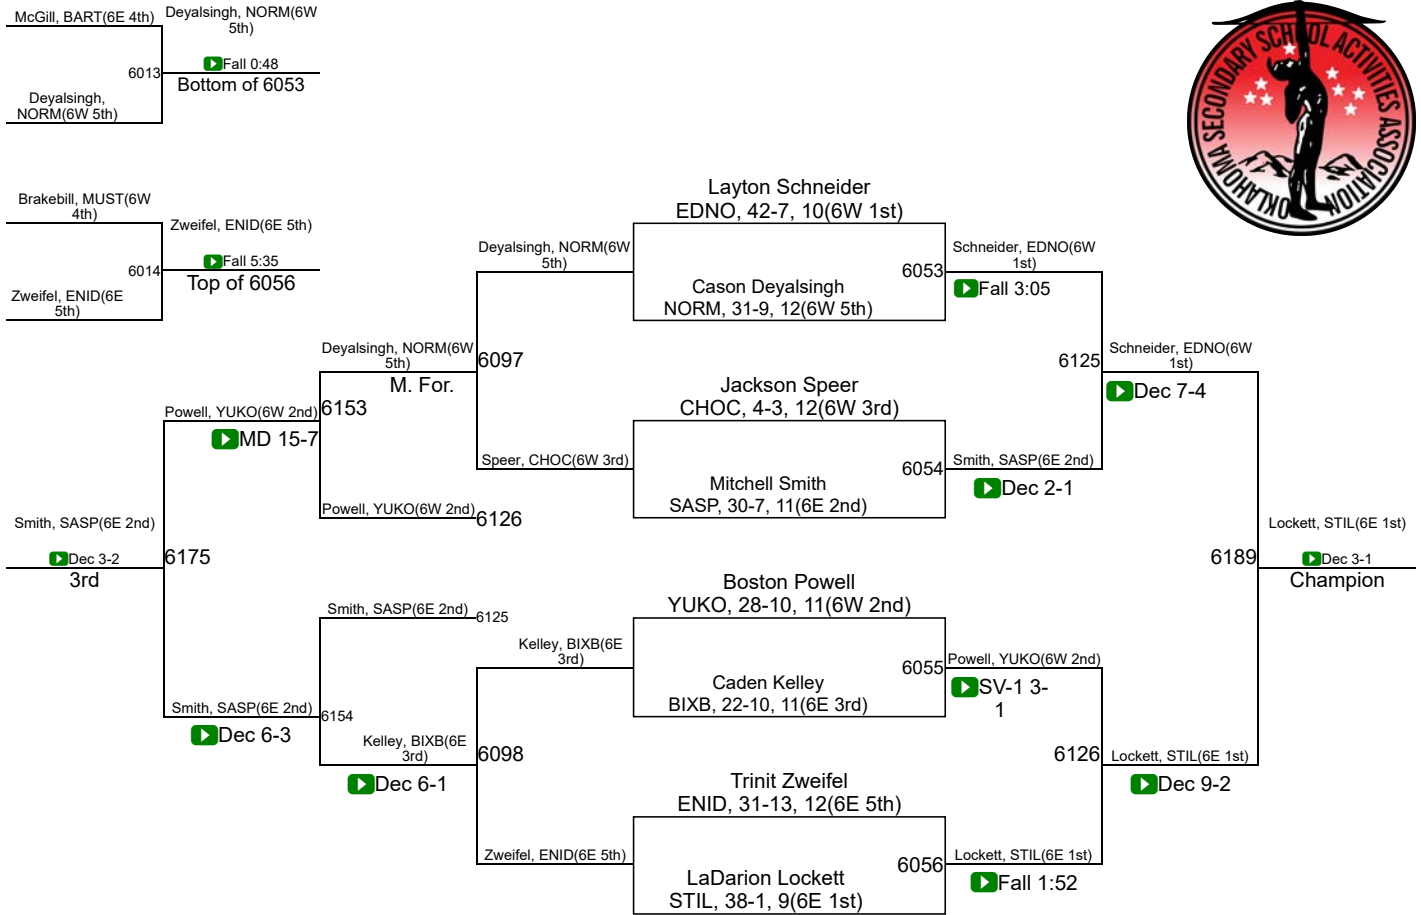 McGill, BART(6E 4th)
Deyalsingh, NORM(6W
5th)
6013
Fall 0:48
Bottom of 6053
Deyalsingh,
NORM(6W 5th)
OKLAHOMA SECONDARY SCHOOL ACTIVITIES ASSOCIATION
Brakebill, MUST(6W
4th)
Zweifel, ENID(6E 5th)
6014
Fall 5:35
Top of 6056
Zweifel, ENID(6E
5th)
Layton Schneider
EDNO, 42-7, 10(6W 1st)
Deyalsingh, NORM(6W
5th)
6053
Schneider, EDNO(6W
1st)
Fall 3:05
Cason Deyalsingh
NORM, 31-9, 12(6W 5th)
Deyalsingh, NORM(6W
5th)
M. For.
6097
6125
Schneider, EDNO(6W
1st)
Dec 7-4
Jackson Speer
CHOC, 4-3, 12(6W 3rd)
Powell, YUKO(6W 2nd)
6153
MD 15-7
Speer, CHOC(6W 3rd)
6054
Smith, SASP(6E 2nd)
Dec 2-1
Mitchell Smith
SASP, 30-7, 11(6E 2nd)
Powell, YUKO(6W 2nd)
6126
Smith, SASP(6E 2nd)
Dec 3-2
3rd
6175
6189
Lockett, STIL(6E 1st)
Dec 3-1
Champion
Boston Powell
YUKO, 28-10, 11(6W 2nd)
Smith, SASP(6E 2nd)
6125
Kelley, BIXB(6E
3rd)
6055
Powell, YUKO(6W 2nd)
SV-1 3-
1
Caden Kelley
BIXB, 22-10, 11(6E 3rd)
Smith, SASP(6E 2nd)
6154
Dec 6-3
Kelley, BIXB(6E
3rd)
6098
Dec 6-1
6126
Lockett, STIL(6E 1st)
Dec 9-2
Trinit Zweifel
ENID, 31-13, 12(6E 5th)
Zweifel, ENID(6E 5th)
6056
Lockett, STIL(6E 1st)
Fall 1:52
LaDarion Lockett
STIL, 38-1, 9(6E 1st)